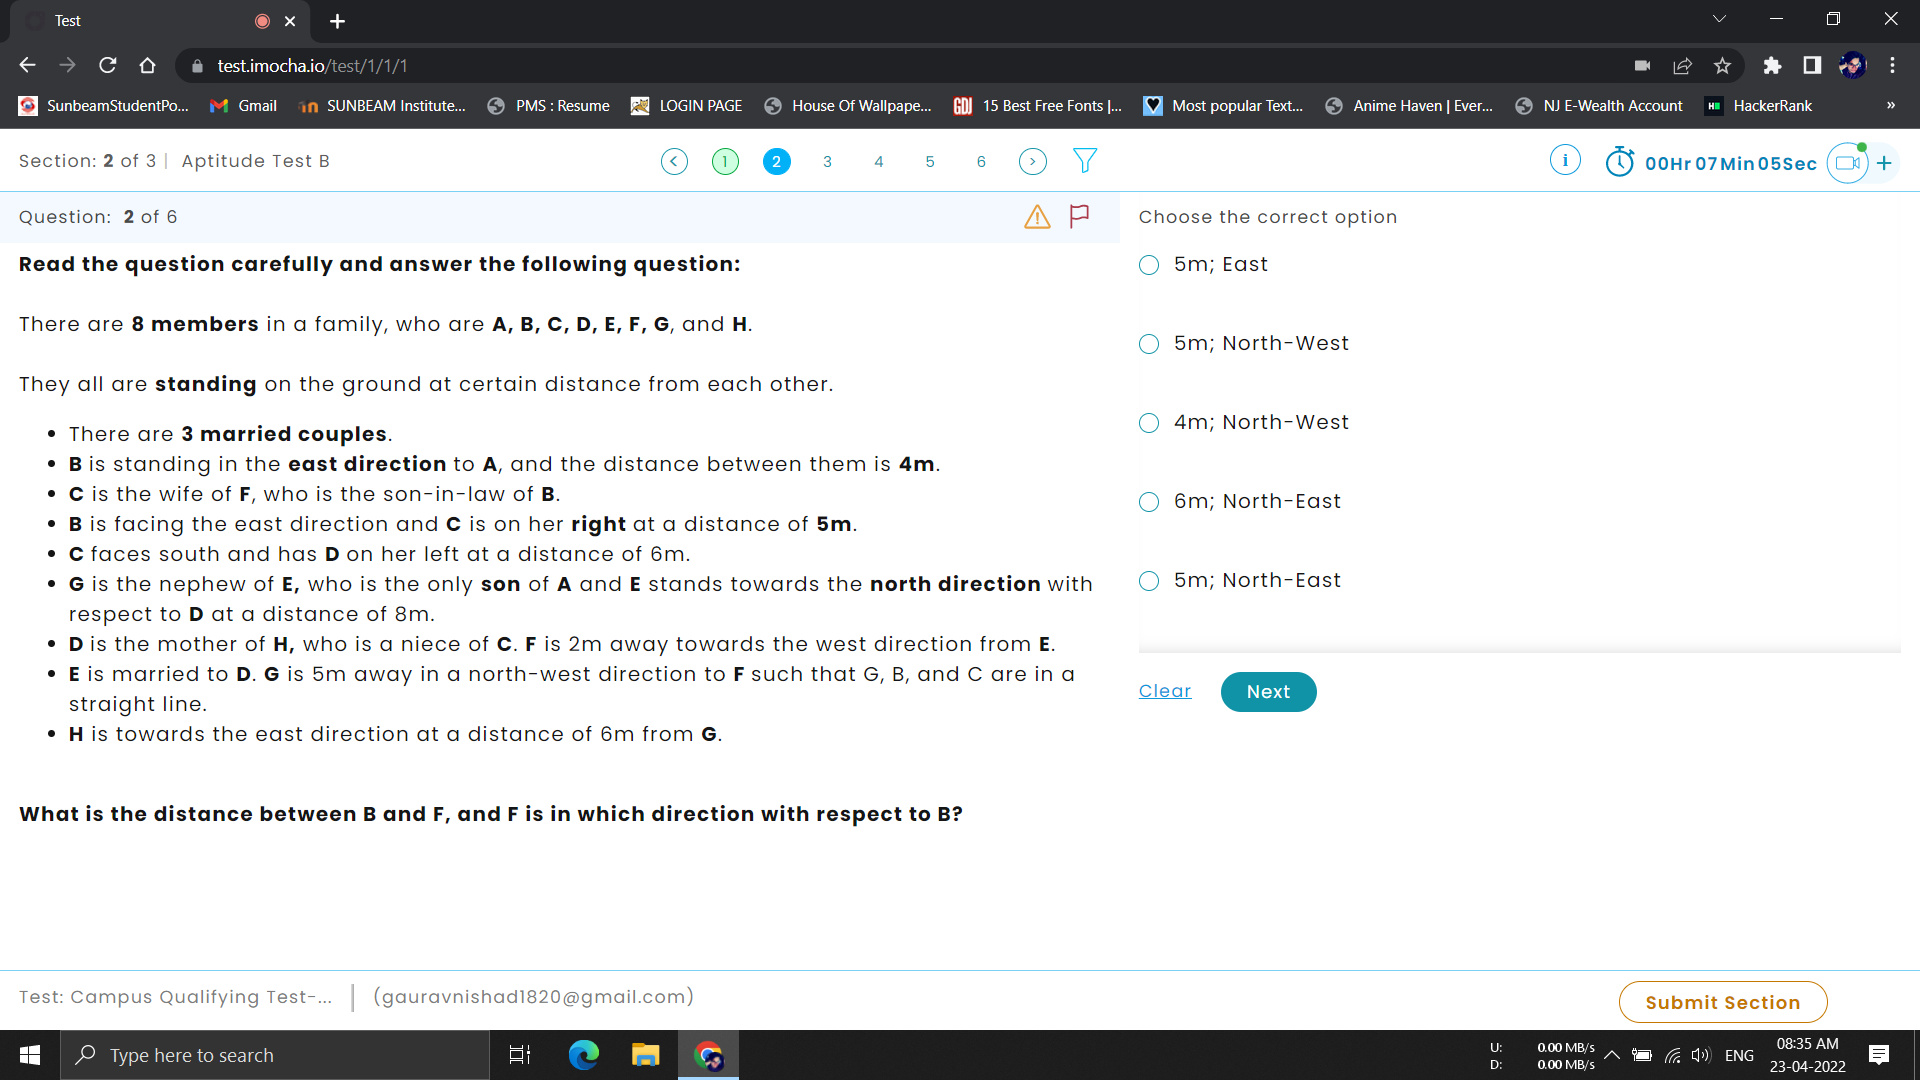 Test
test.imocha.io/test/1/1/1
SunbeamStudentPo...
Gmail
SUNBEAM Institute...
PMS : Resume
LOGIN PAGE
House Of Wallpape...
15 Best Free Fonts |...
Most popular Text...
Anime Haven | Ever...
NJ E-Wealth Account
HackerRank
»
Section: 2 of 3 | Aptitude Test B
1 2 3 4 5 6
00Hr 07Min 05Sec
Question: 2 of 6
Read the question carefully and answer the following question:
There are 8 members in a family, who are A, B, C, D, E, F, G, and H.
They all are standing on the ground at certain distance from each other.
• There are 3 married couples.
• B is standing in the east direction to A, and the distance between them is 4m.
• C is the wife of F, who is the son-in-law of B.
• B is facing the east direction and C is on her right at a distance of 5m.
• C faces south and has D on her left at a distance of 6m.
• G is the nephew of E, who is the only son of A and E stands towards the north direction with
respect to D at a distance of 8m.
• D is the mother of H, who is a niece of C. F is 2m away towards the west direction from E.
• E is married to D. G is 5m away in a north-west direction to F such that G, B, and C are in a
straight line.
• H is towards the east direction at a distance of 6m from G.
What is the distance between B and F, and F is in which direction with respect to B?
Choose the correct option
5m; East
5m; North-West
4m; North-West
6m; North-East
5m; North-East
Clear
Next
Test: Campus Qualifying Test-... | (gauravnishad1820@gmail.com)
Submit Section
Type here to search
U: 0.00 MB/s
D: 0.00 MB/s
ENG
08:35 AM
23-04-2022